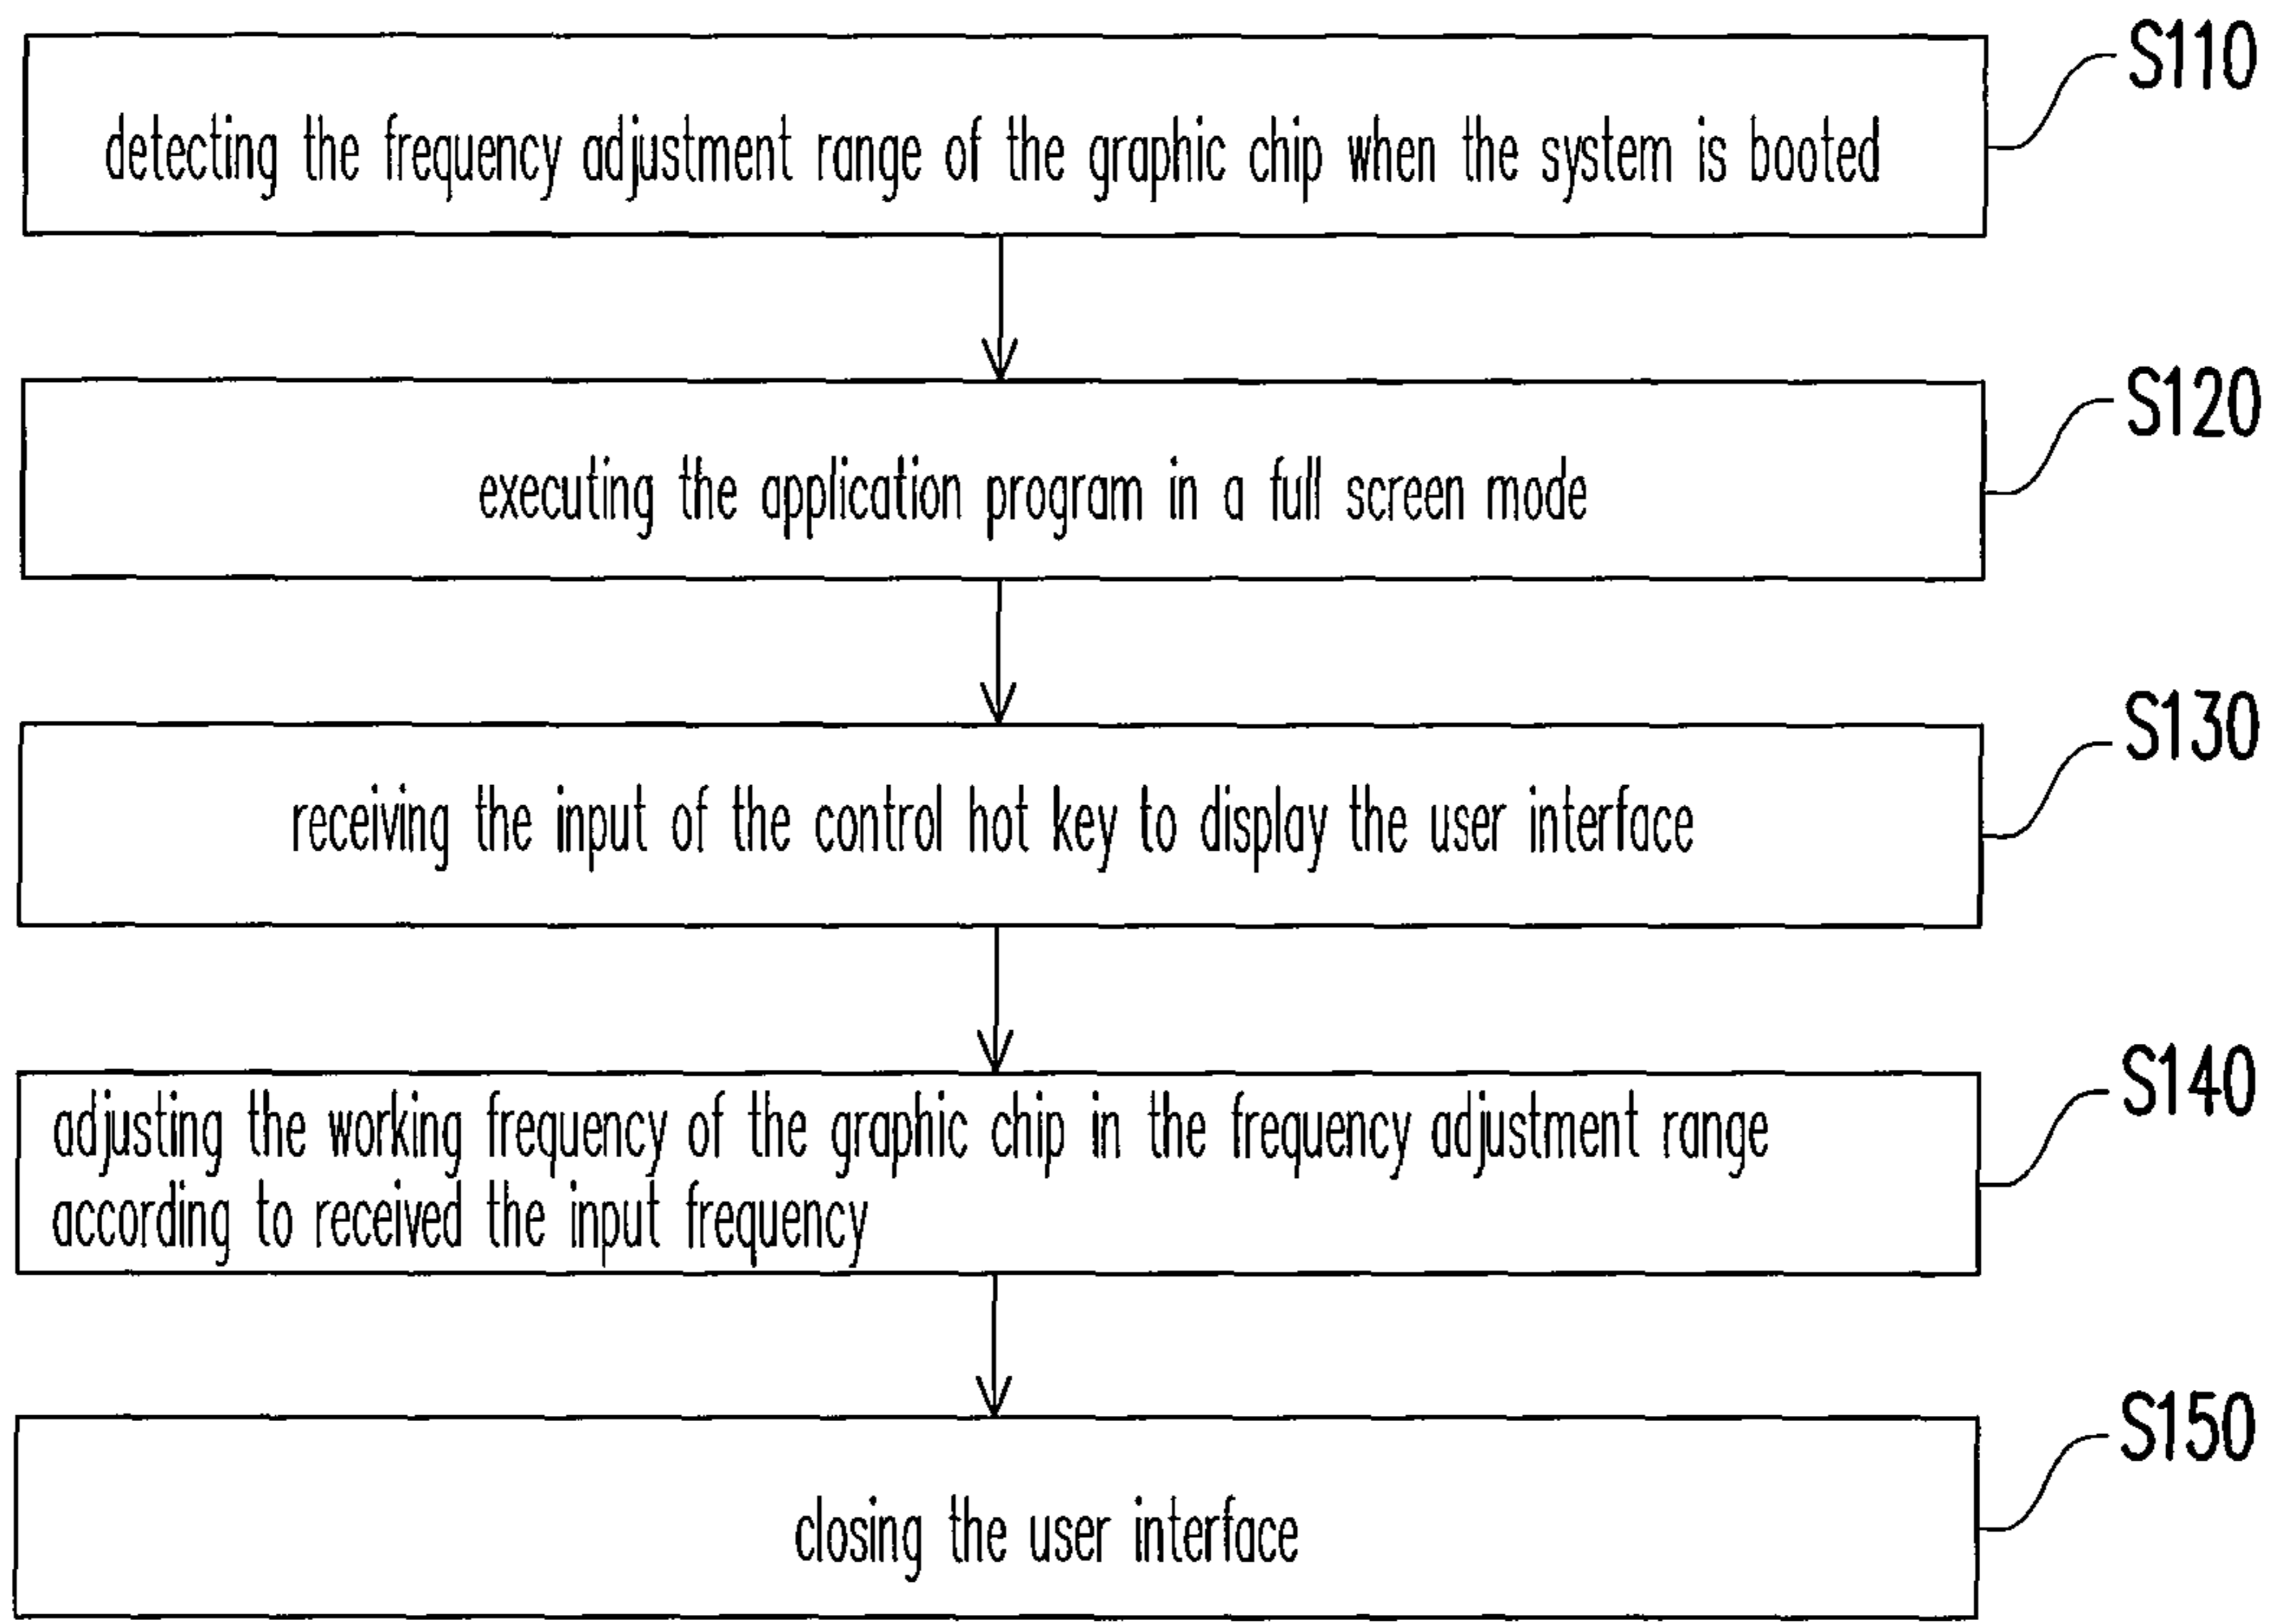 S110
detecting the frequency adjustment range of the graphic chip when the system is booted
S120
executing the application program in a full screen mode
S130
receiving the input of the control hot key to display the user interface
S140
adjusting the working frequency of the graphic chip in the frequency adjustment range
according to received the input frequency
S150
closing the user interface